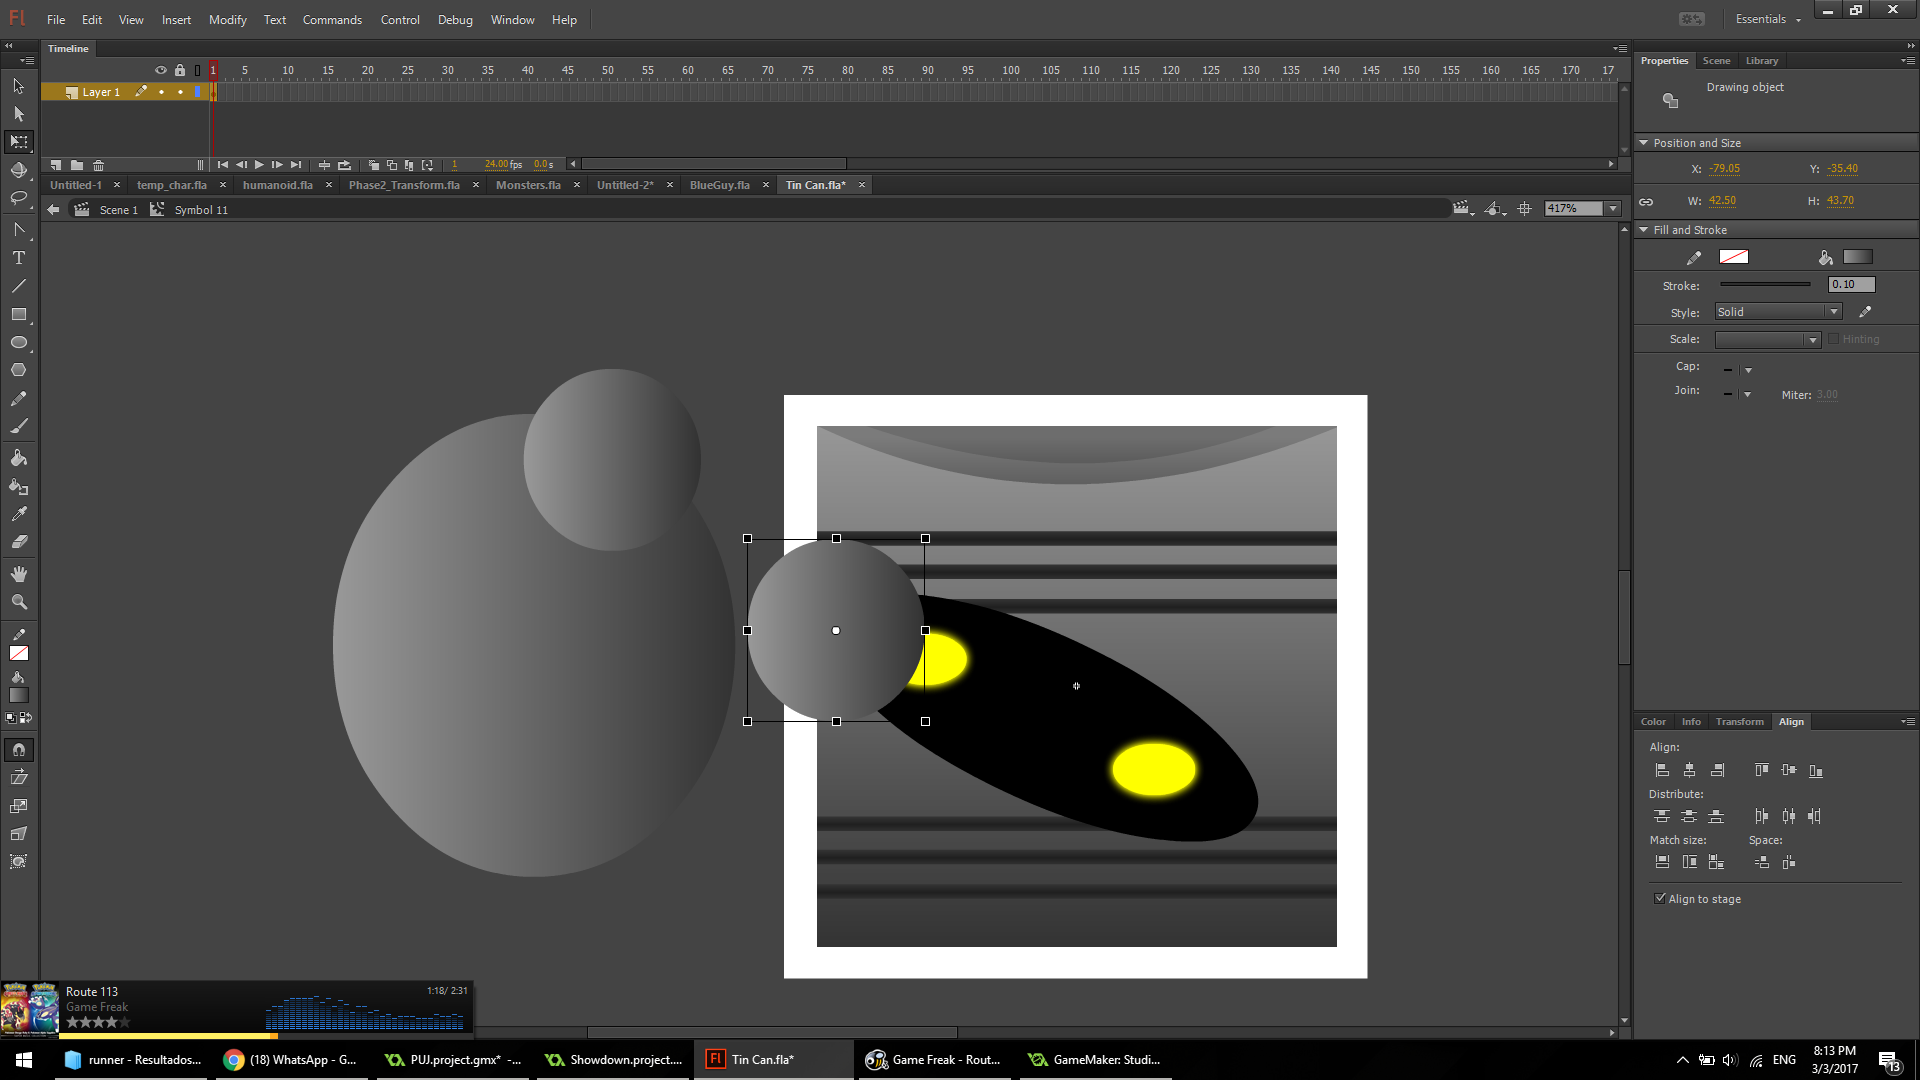 Fl File Edit View Insert Modify Text Commands Control Debug Window Help Essentials
Timeline
1 5 10 15 20 25 30 35 40 45 50 55 60 65 70 75 80 85 90 95 100 105 110 115 120 125 130 135 140 145 150 155 160 165 170 17
Layer 1
1 24.00 fps 0.0 s
Untitled-1 temp_char.fla humanoid.fla Phase2_Transform.fla Monsters.fla Untitled-2* BlueGuy.fla Tin Can.fla*
Scene 1 Symbol 11 417%
Properties Scene Library
Drawing object
Position and Size
X: -79.05 Y: -35.40
W: 42.50 H: 43.70
Fill and Stroke
Stroke: 0.10
Style: Solid
Scale: Hinting
Cap:
Join: Miter: 3.00
Color Info Transform Align
Align:
Distribute:
Match size: Space:
Align to stage
Route 113 1:18/ 2:31
Game Freak
runner - Resultados... (18) WhatsApp - G... PUJ.project.gmx* -... Showdown.project.... Fl Tin Can.fla* Game Freak - Rout... GameMaker: Studi... ENG 8:13 PM
3/3/2017 13